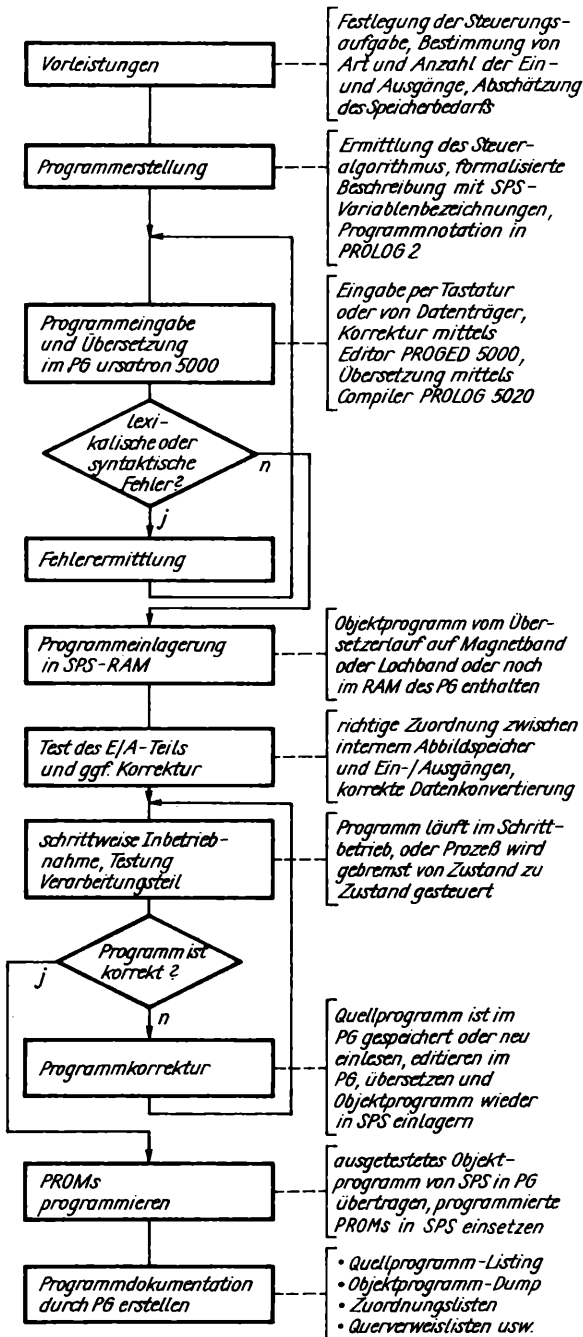 Vorleistungen
Festlegung der Steuerungs-
aufgabe, Bestimmung von
Art und Anzahl der Ein-
und Ausgänge, Abschätzung
des Speicherbedarfs
Programmerstellung
Ermittlung des Steuer-
algorithmus, formalisierte
Beschreibung mit SPS-
Variablenbezeichnungen,
Programmnotation in
PROLOG 2
Programmeingabe
und Übersetzung
im PG ursatron 5000
Eingabe per Tastatur
oder von Datenträger,
Korrektur mittels
Editor PROGED 5000,
Übersetzung mittels
Compiler PROLOG 5020
lexi-
kalische oder
syntaktische
Fehler?
n
j
Fehlerermittlung
Programmeinlagerung
in SPS-RAM
Objektprogramm vom Über-
setzerlauf auf Magnetband
oder Lochband oder noch
im RAM des PG enthalten
Test des E/A-Teils
und ggf. Korrektur
richtige Zuordnung zwischen
internem Abbildspeicher
und Ein-/Ausgängen,
korrekte Datenkonvertierung
schrittweise Inbetrieb-
nahme, Testung
Verarbeitungsteil
Programm läuft im Schritt-
betrieb, oder Prozeß wird
gebremst von Zustand zu
Zustand gesteuert
Programm ist
korrekt?
j
n
Programmkorrektur
Quellprogramm ist im
PG gespeichert oder neu
einlesen, editieren im
PG, übersetzen und
Objektprogramm wieder
in SPS einlagern
PROMs
programmieren
ausgetestetes Objekt-
programm von SPS in PG
übertragen, programmierte
PROMs in SPS einsetzen
Programmdokumentation
durch PG erstellen
• Quellprogramm-Listing
• Objektprogramm-Dump
• Zuordnungslisten
• Querverweislisten usw.